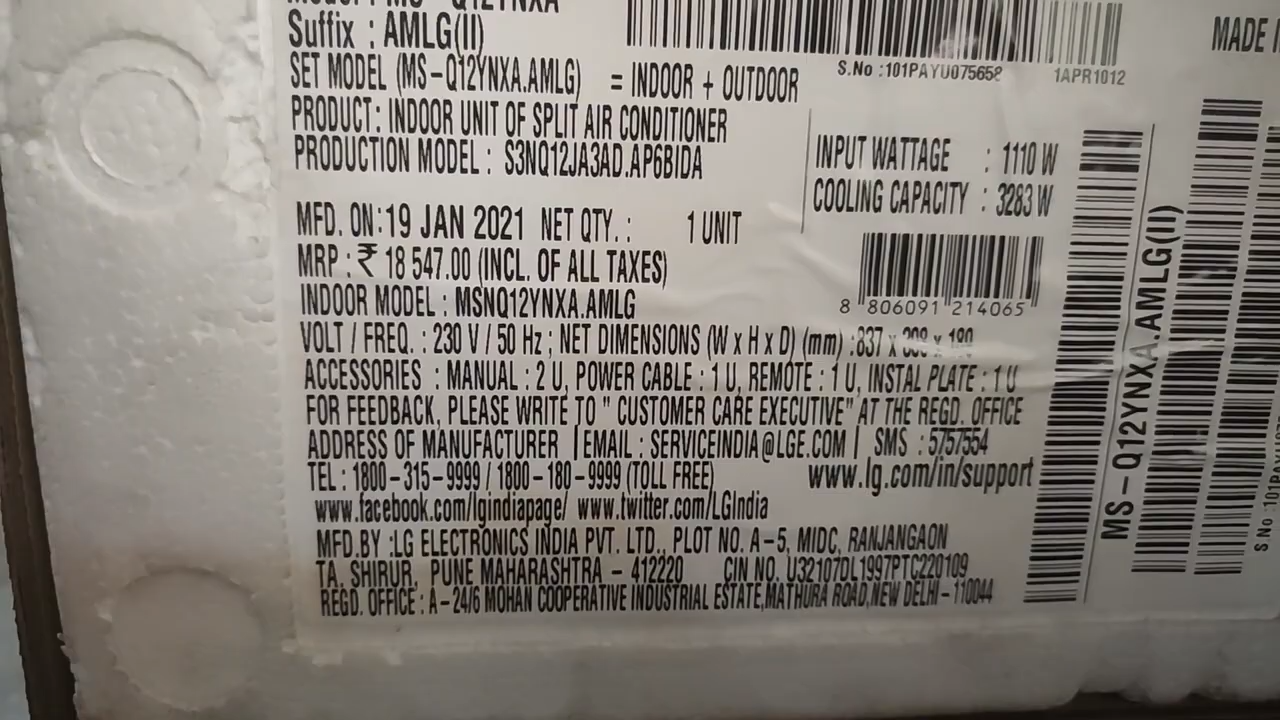 Model : MS - Q12YNXA
Suffix : AMLG(II)
SET MODEL (MS-Q12YNXA.AMLG) = INDOOR + OUTDOOR
PRODUCT: INDOOR UNIT OF SPLIT AIR CONDITIONER
PRODUCTION MODEL : S3NQ12JA3AD.AP6BIDA
MFD. ON:19 JAN 2021 NET QTY. : 1 UNIT
MRP : ₹ 18 547.00 (INCL. OF ALL TAXES)
INDOOR MODEL : MSNQ12YNXA.AMLG
VOLT / FREQ. : 230 V / 50 Hz ; NET DIMENSIONS (W x H x D) (mm) :837 x
ACCESSORIES : MANUAL : 2 U, POWER CABLE : 1 U, REMOTE : 1 U, INSTAL PLATE : 1 U
FOR FEEDBACK, PLEASE WRITE TO " CUSTOMER CARE EXECUTIVE" AT THE REGD. OFFICE
ADDRESS OF MANUFACTURER | EMAIL : SERVICEINDIA@LGE.COM | SMS : 5757554
TEL : 1800-315-9999 / 1800-180-9999 (TOLL FREE) www.lg.com/in/support
www.facebook.com/lgindiapage/ www.twitter.com/LGIndia
MFD.BY :LG ELECTRONICS INDIA PVT. LTD., PLOT NO. A-5, MIDC, RANJANGAON
TA. SHIRUR, PUNE MAHARASHTRA - 412220 CIN NO. U32107DL1997PTC220109
REGD. OFFICE : A-24/6 MOHAN COOPERATIVE INDUSTRIAL ESTATE,MATHURA ROAD,NEW DELHI-110044
S.No :101PAYU075658 1APR1012
INPUT WATTAGE : 1110 W
COOLING CAPACITY : 3283 W
8 806091 214065
MADE
MS-Q12YNXA.AMLG(II)
S No :101P